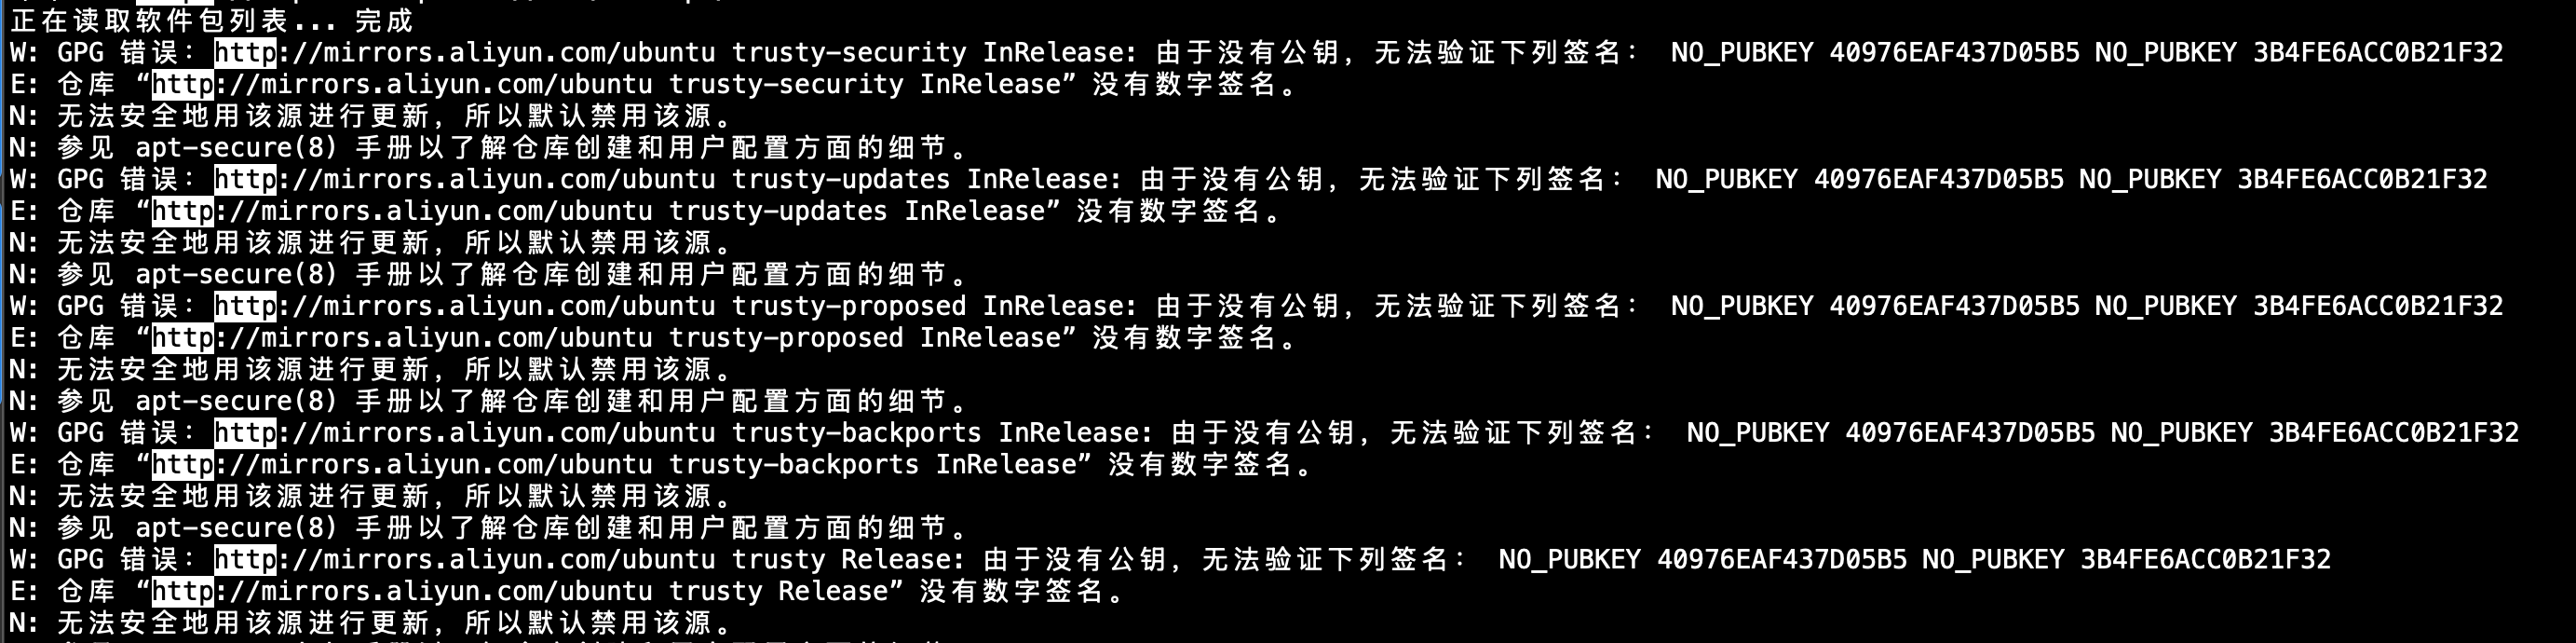 正在读取软件包列表... 完成
W: GPG 错误：http://mirrors.aliyun.com/ubuntu trusty-security InRelease: 由于没有公钥，无法验证下列签名： NO_PUBKEY 40976EAF437D05B5 NO_PUBKEY 3B4FE6ACC0B21F32
E: 仓库 “http://mirrors.aliyun.com/ubuntu trusty-security InRelease” 没有数字签名。
N: 无法安全地用该源进行更新，所以默认禁用该源。
N: 参见 apt-secure(8) 手册以了解仓库创建和用户配置方面的细节。
W: GPG 错误：http://mirrors.aliyun.com/ubuntu trusty-updates InRelease: 由于没有公钥，无法验证下列签名： NO_PUBKEY 40976EAF437D05B5 NO_PUBKEY 3B4FE6ACC0B21F32
E: 仓库 “http://mirrors.aliyun.com/ubuntu trusty-updates InRelease” 没有数字签名。
N: 无法安全地用该源进行更新，所以默认禁用该源。
N: 参见 apt-secure(8) 手册以了解仓库创建和用户配置方面的细节。
W: GPG 错误：http://mirrors.aliyun.com/ubuntu trusty-proposed InRelease: 由于没有公钥，无法验证下列签名： NO_PUBKEY 40976EAF437D05B5 NO_PUBKEY 3B4FE6ACC0B21F32
E: 仓库 “http://mirrors.aliyun.com/ubuntu trusty-proposed InRelease” 没有数字签名。
N: 无法安全地用该源进行更新，所以默认禁用该源。
N: 参见 apt-secure(8) 手册以了解仓库创建和用户配置方面的细节。
W: GPG 错误：http://mirrors.aliyun.com/ubuntu trusty-backports InRelease: 由于没有公钥，无法验证下列签名： NO_PUBKEY 40976EAF437D05B5 NO_PUBKEY 3B4FE6ACC0B21F32
E: 仓库 “http://mirrors.aliyun.com/ubuntu trusty-backports InRelease” 没有数字签名。
N: 无法安全地用该源进行更新，所以默认禁用该源。
N: 参见 apt-secure(8) 手册以了解仓库创建和用户配置方面的细节。
W: GPG 错误：http://mirrors.aliyun.com/ubuntu trusty Release: 由于没有公钥，无法验证下列签名： NO_PUBKEY 40976EAF437D05B5 NO_PUBKEY 3B4FE6ACC0B21F32
E: 仓库 “http://mirrors.aliyun.com/ubuntu trusty Release” 没有数字签名。
N: 无法安全地用该源进行更新，所以默认禁用该源。